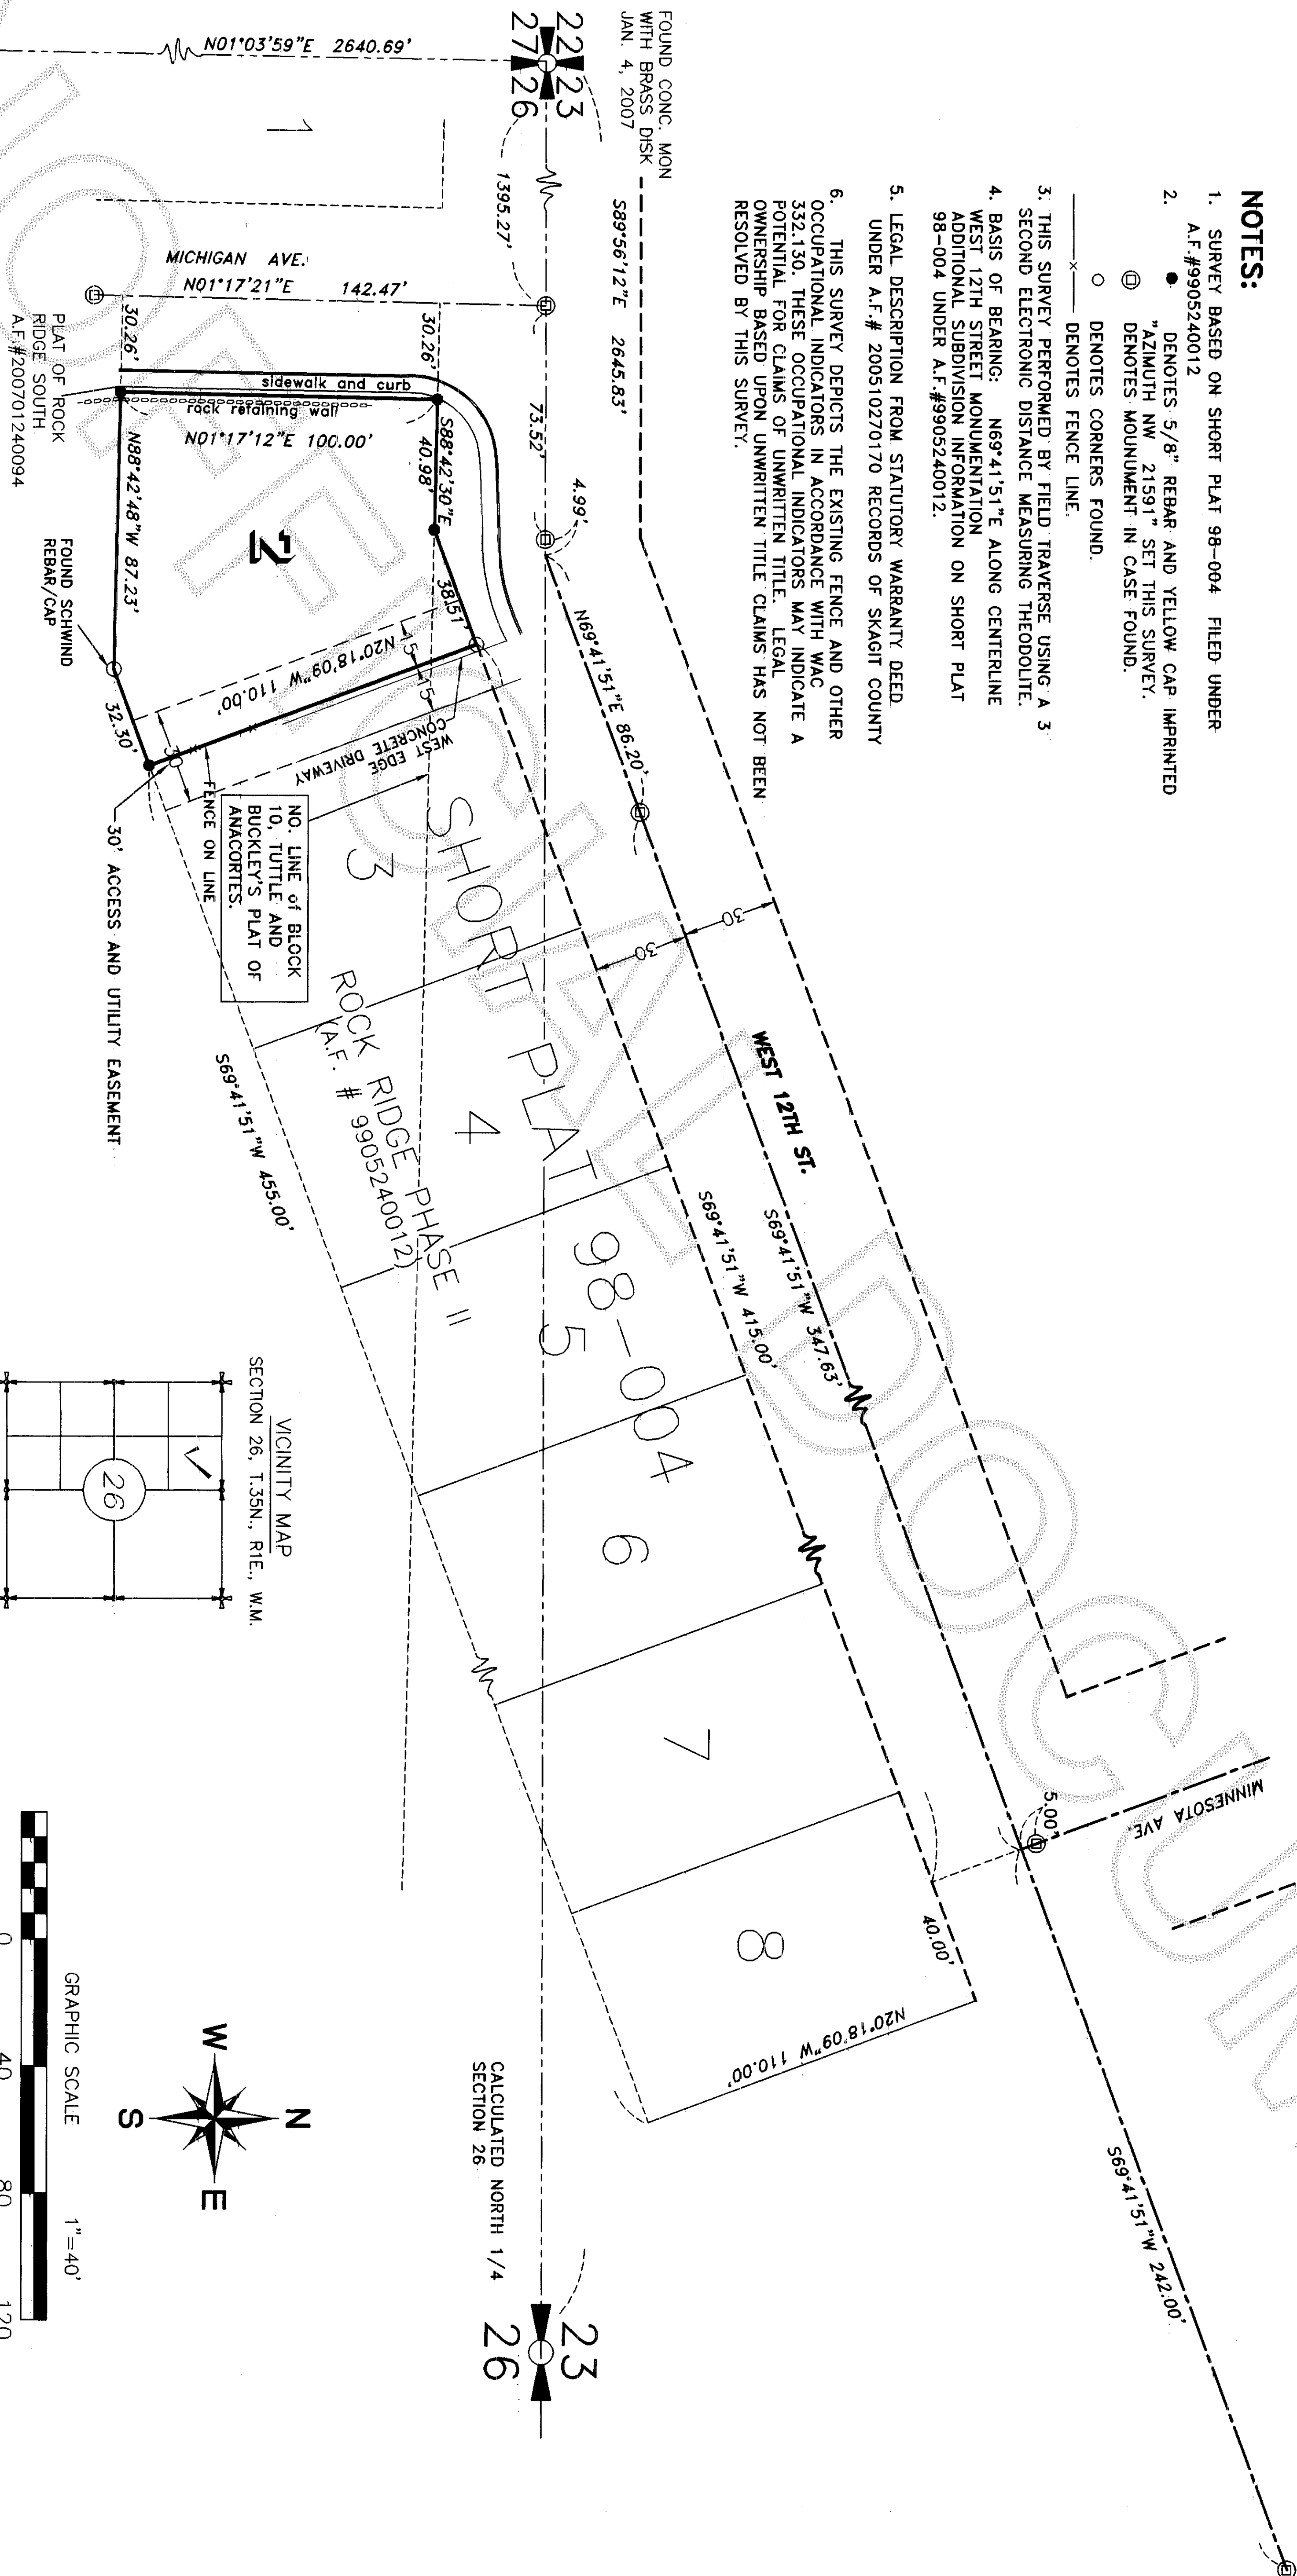 NOTES:
1. SURVEY BASED ON SHORT PLAT 98-004 FILED UNDER
A.F.#9905240012
2. DENOTES 5/8" REBAR AND YELLOW CAP IMPRINTED
"AZIMUTH NW 21591" SET THIS SURVEY.
DENOTES MOUNUMENT IN CASE FOUND.
DENOTES CORNERS FOUND.
x DENOTES FENCE LINE.
3. THIS SURVEY PERFORMED BY FIELD TRAVERSE USING A 3
SECOND ELECTRONIC DISTANCE MEASURING THEODOLITE.
4. BASIS OF BEARING: N69°41'51"E ALONG CENTERLINE
WEST 12TH STREET MONUMENTATION
ADDITIONAL SUBDIVISION INFORMATION ON SHORT PLAT
98-004 UNDER A.F.#9905240012.
5. LEGAL DESCRIPTION FROM STATUTORY WARRANTY DEED
UNDER A.F.# 200510270170 RECORDS OF SKAGIT COUNTY
6. THIS SURVEY DEPICTS THE EXISTING FENCE AND OTHER
OCCUPATIONAL INDICATORS IN ACCORDANCE WITH WAC
332.130. THESE OCCUPATIONAL INDICATORS MAY INDICATE A
POTENTIAL FOR CLAIMS OF UNWRITTEN TITLE. LEGAL
OWNERSHIP BASED UPON UNWRITTEN TITLE CLAIMS HAS NOT BEEN
RESOLVED BY THIS SURVEY.
FOUND CONC. MON
WITH BRASS DISK
JAN. 4, 2007
22 23
27 26
S89°56'12"E 2645.83'
1395.27'
73.52'
4.99'
N01°03'59"E 2640.69'
1
MICHIGAN AVE.
N01°17'21"E 142.47'
30.26'
30.26'
sidewalk and curb
rock retaining wall
N01°17'12"E 100.00'
S88°42'30"E
40.98'
38.51'
N88°42'48"W 87.23'
32.30'
2
N20°18'09"W 110.00'
15
15
30
WEST EDGE
CONCRETE DRIVEWAY
FENCE ON LINE
PLAT OF ROCK
RIDGE SOUTH
A.F.#200701240094
FOUND SCHWIND
REBAR/CAP
30' ACCESS AND UTILITY EASEMENT
NO. LINE of BLOCK
10, TUTTLE AND
BUCKLEY'S PLAT OF
ANACORTES.
N69°41'51"E 86.20'
30
30
WEST 12TH ST.
S69°41'51"W 347.63'
S69°41'51"W 415.00'
S69°41'51"W 455.00'
SHORT PLAT 98-004
ROCK RIDGE PHASE II
(A.F. # 9905240012)
3
4
5
6
7
8
5.00'
MINNESOTA AVE.
40.00'
N20°18'09"W 110.00'
S69°41'51"W 242.00'
CALCULATED NORTH 1/4
SECTION 26
23
26
VICINITY MAP
SECTION 26, T.35N., R1E., W.M.
26
N
W
E
S
GRAPHIC SCALE 1"=40'
0 40 80 120